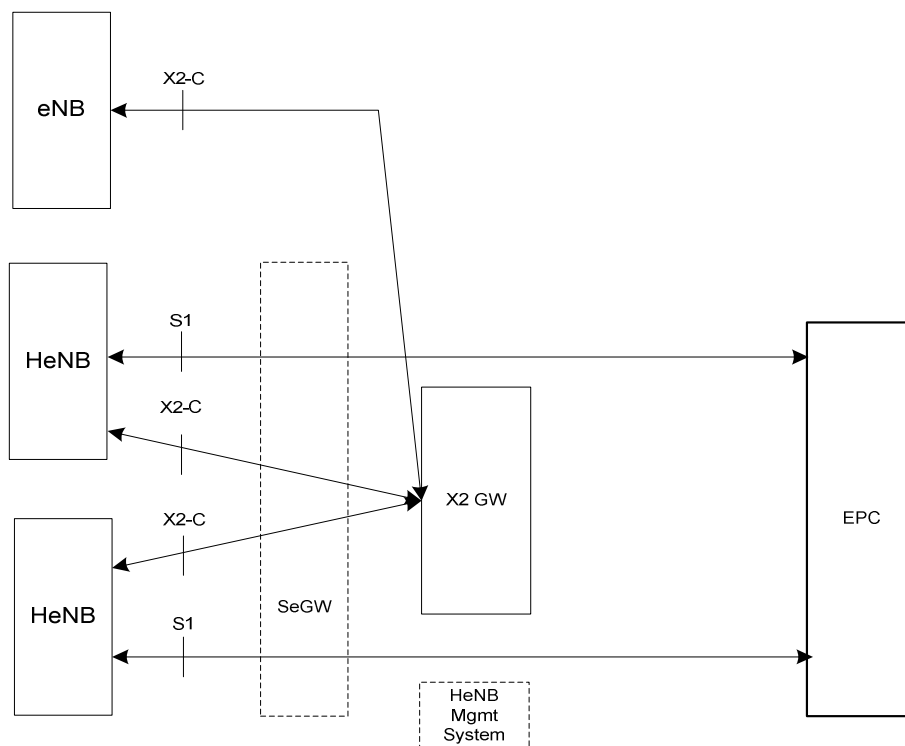 X2-C
eNB
S1
HeNB
X2-C
X2 GW
X2-C
EPC
SeGW
HeNB
S1
HeNB
Mgmt
System